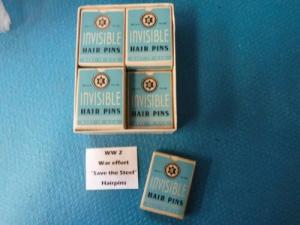 INVISIBLE
HAIR PINS
INVISIBLE
HAIR PINS
INVISIBLE
HAIR PINS
INVISIBLE
HAIR PINS
WW 2
War effort
"Save the Steel"
Hairpins
INVISIBLE
HAIR PINS